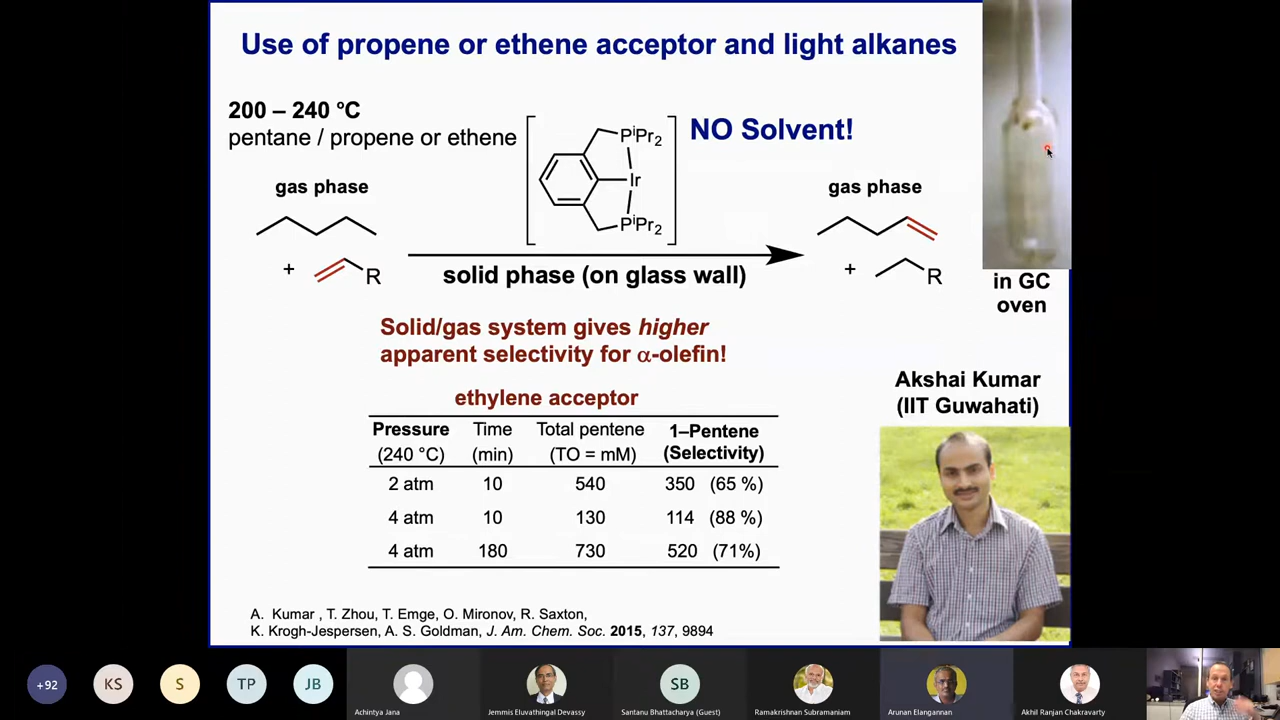 Use of propene or ethene acceptor and light alkanes
200 – 240 °C
pentane / propene or ethene
NO Solvent!
PiPr2
Ir
PiPr2
gas phase
gas phase
+
R
solid phase (on glass wall)
+
R
in GC
oven
Solid/gas system gives higher
apparent selectivity for α-olefin!
Akshai Kumar
(IIT Guwahati)
ethylene acceptor
Pressure Time Total pentene 1–Pentene
(240 °C) (min) (TO = mM) (Selectivity)
2 atm 10 540 350 (65 %)
4 atm 10 130 114 (88 %)
4 atm 180 730 520 (71%)
A. Kumar , T. Zhou, T. Emge, O. Mironov, R. Saxton,
K. Krogh-Jespersen, A. S. Goldman, J. Am. Chem. Soc. 2015, 137, 9894
+92 KS S TP JB SB
Achintya Jana Jemmis Eluvathingal Devassy Santanu Bhattacharya (Guest) Ramakrishnan Subramaniam Arunan Elangannan Akhil Ranjan Chakravarty